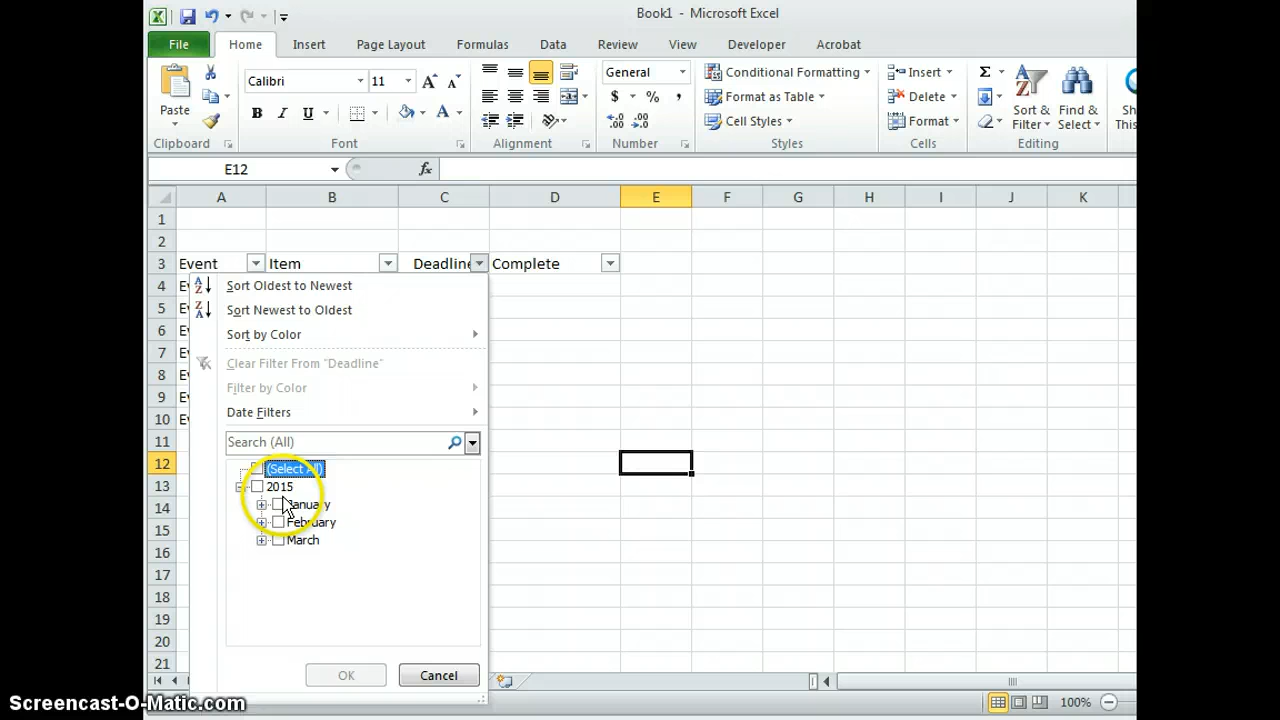 Book1 - Microsoft Excel
File Home Insert Page Layout Formulas Data Review View Developer Acrobat
Calibri 11 General Conditional Formatting Insert Σ
Paste B I U $ % , Format as Table Delete Sort & Filter Find & Select
Cell Styles Format
Clipboard Font Alignment Number Styles Cells Editing
E12 fx
A B C D E F G H I J K
1
2
3 Event Item Deadline Complete
4
5
6
7
8
9
10
11
12
13
14
15
16
17
18
19
20
21
Sort Oldest to Newest
Sort Newest to Oldest
Sort by Color
Clear Filter From "Deadline"
Filter by Color
Date Filters
Search (All)
(Select All)
2015
January
February
March
OK Cancel
100%
Screencast-O-Matic.com